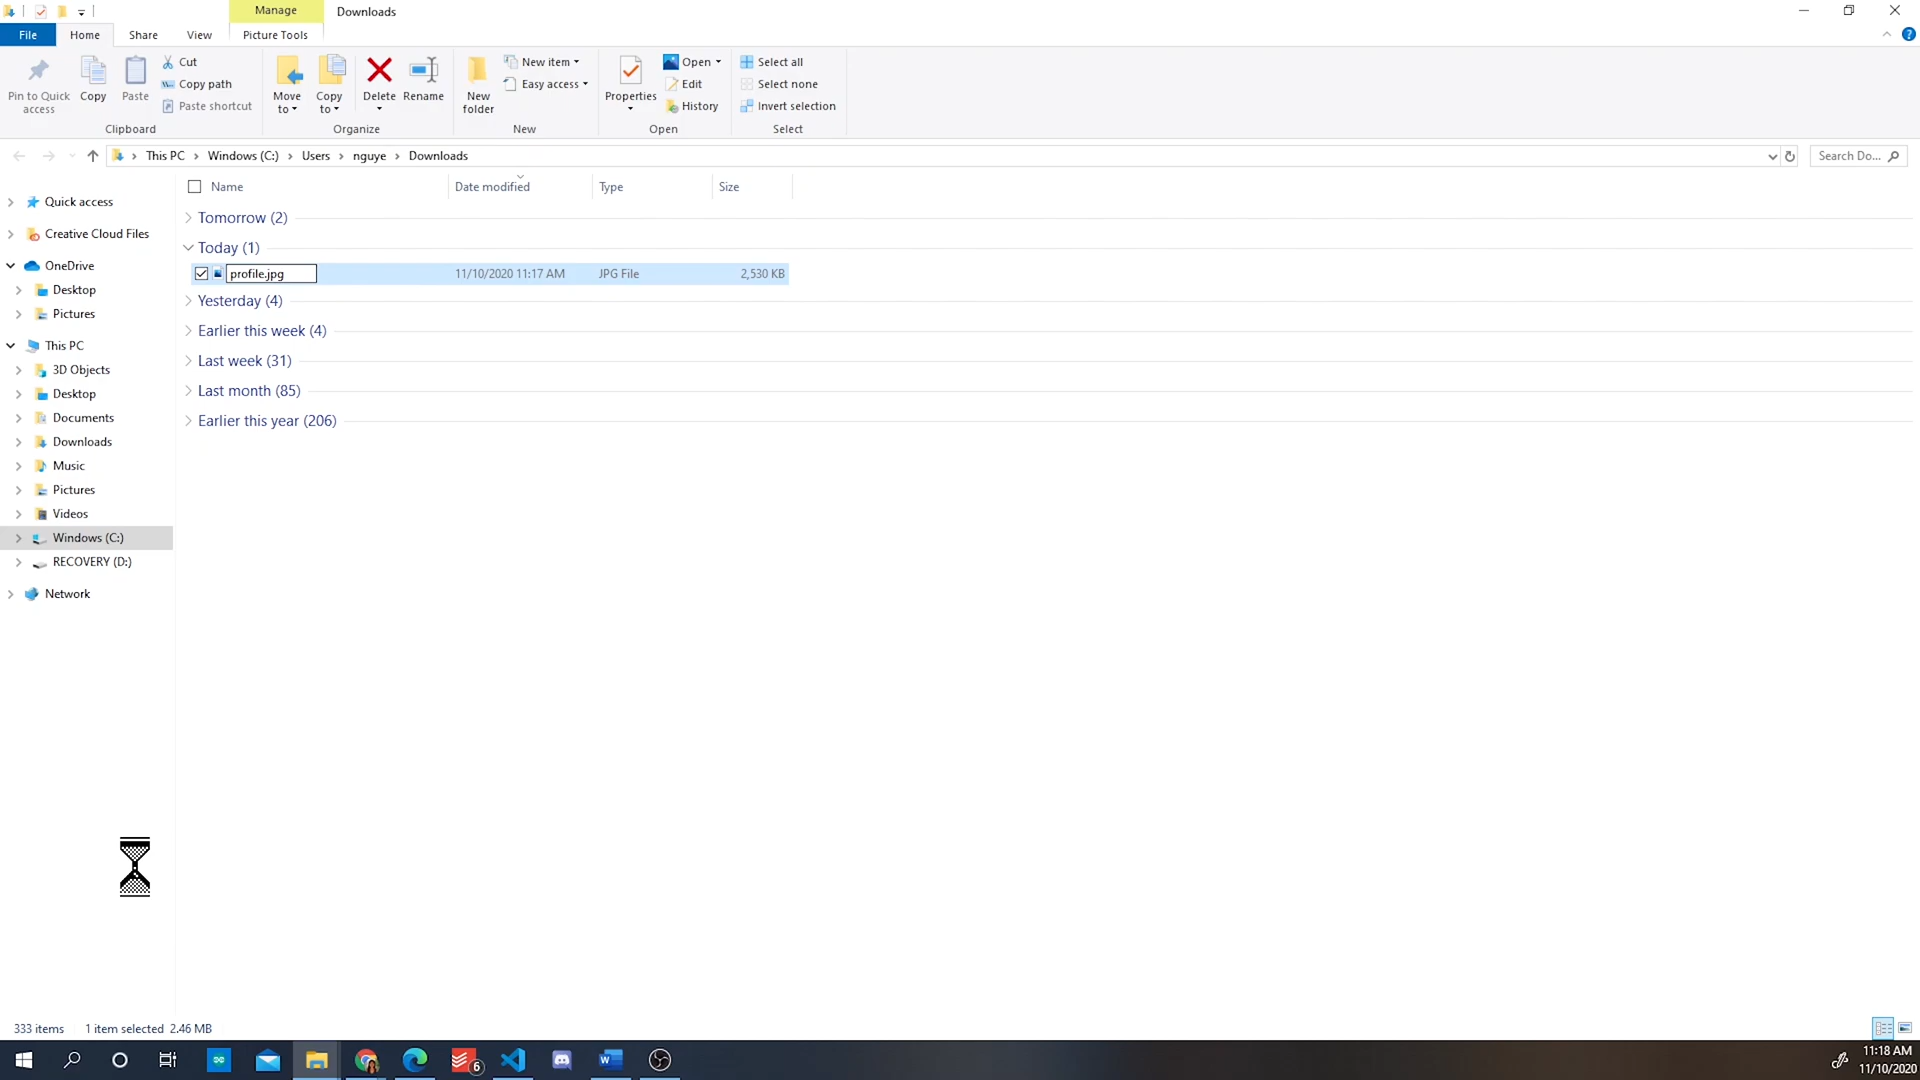 Manage
Downloads
File
Home
Share
View
Picture Tools
Pin to Quick access
Copy
Paste
Cut
Copy path
Paste shortcut
Clipboard
Move to
Copy to
Delete
Rename
Organize
New folder
New item
Easy access
New
Properties
Open
Edit
History
Open
Select all
Select none
Invert selection
Select
This PC
Windows (C:)
Users
nguye
Downloads
Search Do...
Name
Date modified
Type
Size
Quick access
Creative Cloud Files
OneDrive
Desktop
Pictures
This PC
3D Objects
Desktop
Documents
Downloads
Music
Pictures
Videos
Windows (C:)
RECOVERY (D:)
Network
Tomorrow (2)
Today (1)
profile.jpg 11/10/2020 11:17 AM JPG File 2,530 KB
Yesterday (4)
Earlier this week (4)
Last week (31)
Last month (85)
Earlier this year (206)
333 items
1 item selected 2.46 MB
6
11:18 AM
11/10/2020